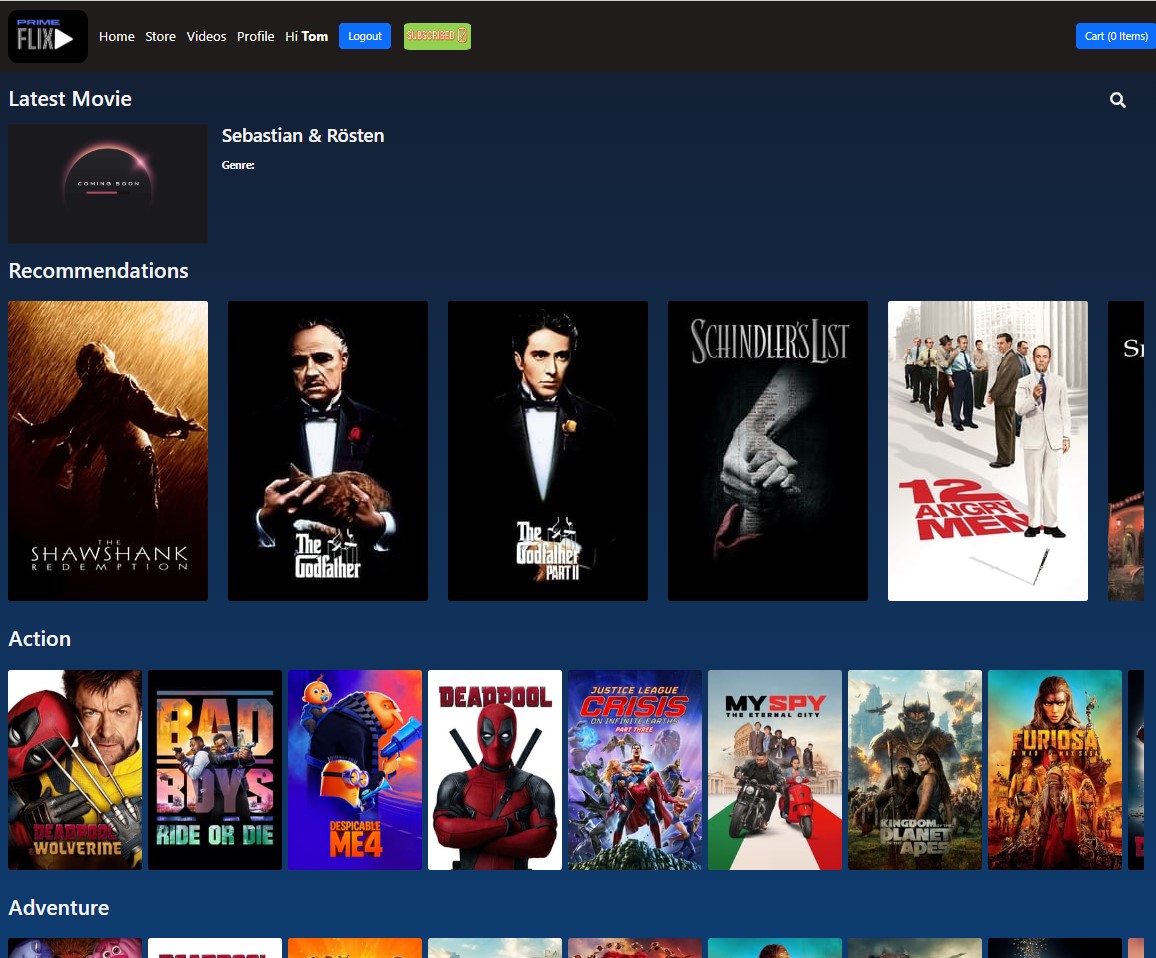 PRIME
FLIX
Home Store Videos Profile Hi Tom Logout SUBSCRIBED Cart (0 Items)
Latest Movie
Sebastian & Rösten
Genre:
COMING SOON
Recommendations
THE
SHAWSHANK
REDEMPTION
The
Godfather
The
Godfather
PART II
SCHINDLER'S LIST
12
ANGRY
MEN
Action
DEADPOOL
WOLVERINE
BAD
BOYS
RIDE OR DIE
DESPICABLE
ME 4
DEADPOOL
JUSTICE LEAGUE
CRISIS
ON INFINITE EARTHS
PART THREE
MY SPY
THE ETERNAL CITY
KINGDOM OF THE
PLANET
OF THE APES
FURIOSA
Adventure